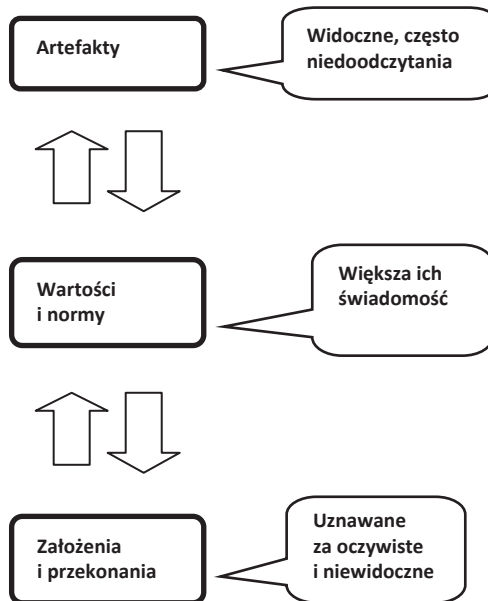 Artefakty
Widoczne, często
niedoodczytania
Wartości
i normy
Większa ich
świadomość
Założenia
i przekonania
Uznawane
za oczywiste
i niewidoczne